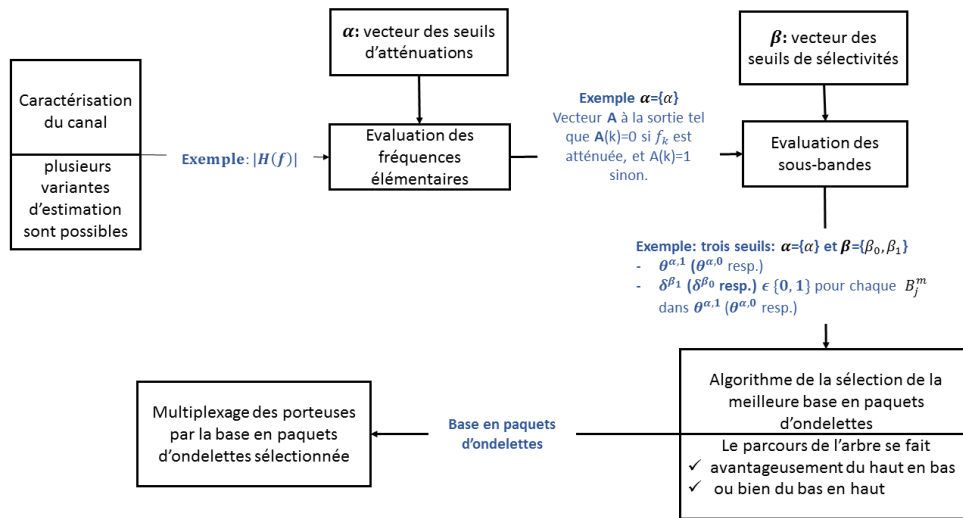 α: vecteur des seuils
d'atténuations
β: vecteur des
seuils de sélectivités
Caractérisation
du canal
plusieurs
variantes
d'estimation
sont possibles
Exemple: |H(f)|
Evaluation des
fréquences
élémentaires
Exemple α={α}
Vecteur A à la sortie tel
que A(k)=0 si f_k est
atténuée, et A(k)=1
sinon.
Evaluation des
sous-bandes
Exemple: trois seuils: α={α} et β={β₀,β₁}
- θ^{α,1} (θ^{α,0} resp.)
- δ^{β₁} (δ^{β₀} resp.) ϵ {0,1} pour chaque B_j^m
dans θ^{α,1} (θ^{α,0} resp.)
Algorithme de la sélection de la
meilleure base en paquets
d'ondelettes
Le parcours de l'arbre se fait
✓ avantageusement du haut en bas
✓ ou bien du bas en haut
Base en paquets
d'ondelettes
Multiplexage des porteuses
par la base en paquets
d'ondelettes sélectionnée